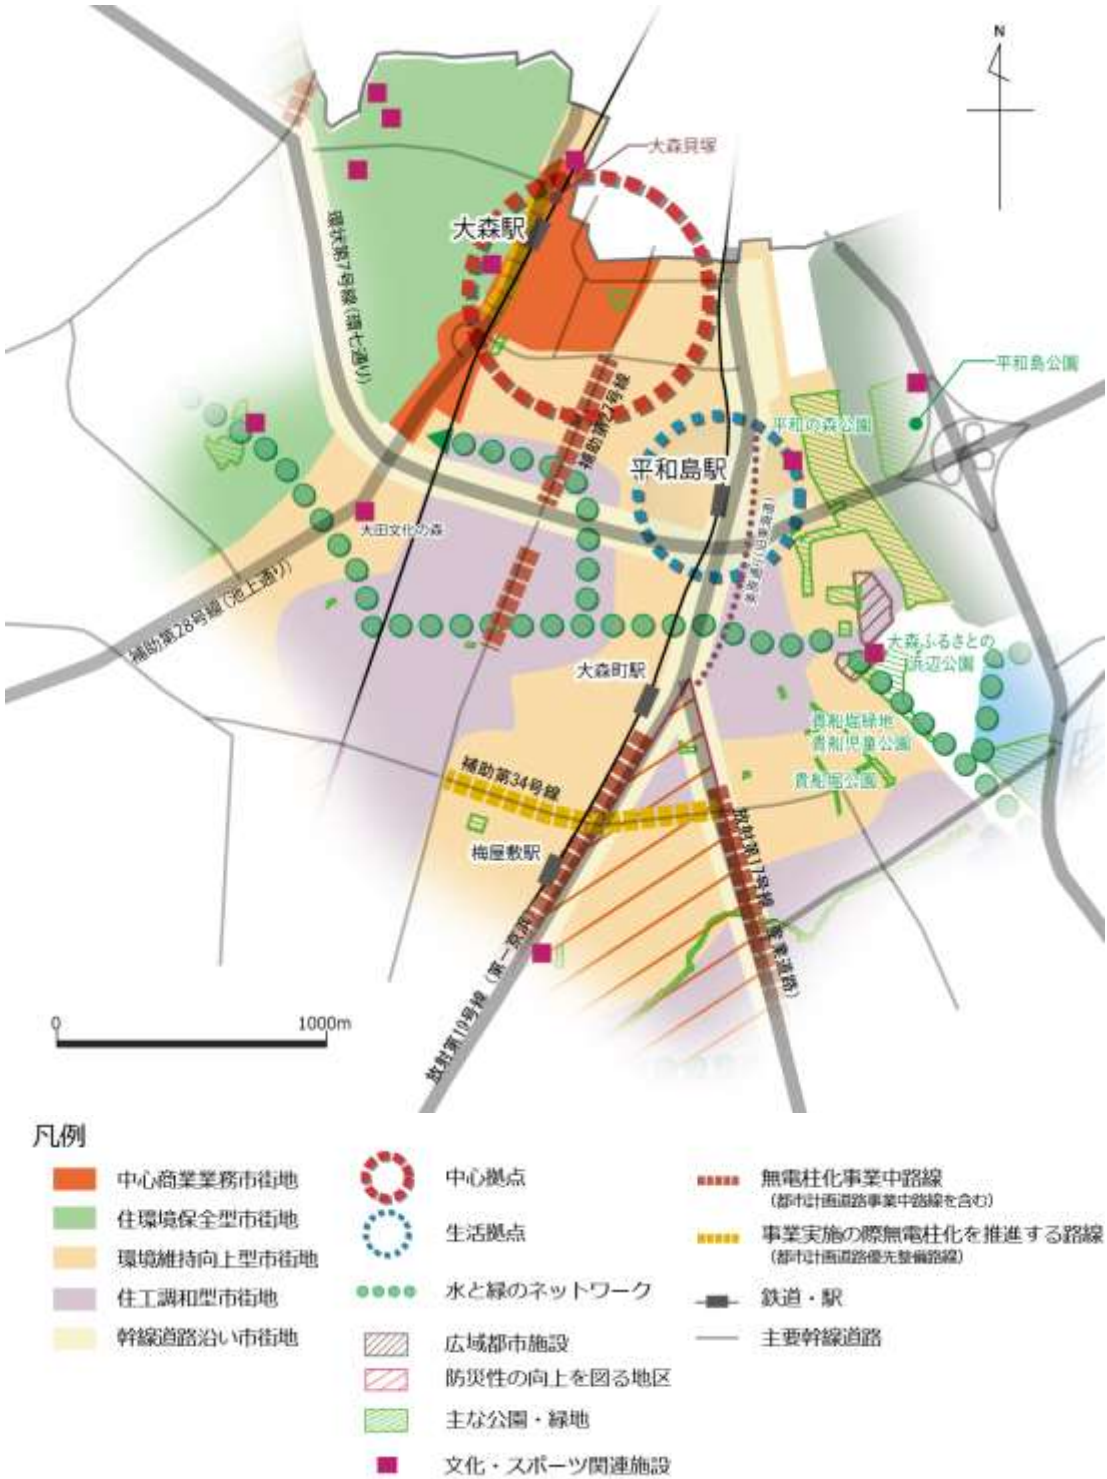 N
大森貝塚
大森駅
環状第7号線(環七通り)
平和島公園
補助第27号線
平和の森公園
平和島駅
大田文化の森
旧東海道(美原通り)
補助第28号線(池上通り)
大森ふるさとの
浜辺公園
大森町駅
貴船堀緑地
貴船児童公園
貴船堀公園
補助第34号線
梅屋敷駅
放射第17号線(産業道路)
放射第19号線(第一京浜)
0 1000m
凡例
中心商業業務市街地
住環境保全型市街地
環境維持向上型市街地
住工調和型市街地
幹線道路沿い市街地
中心拠点
生活拠点
水と緑のネットワーク
広域都市施設
防災性の向上を図る地区
主な公園・緑地
文化・スポーツ関連施設
無電柱化事業中路線
(都市計画道路事業中路線を含む)
事業実施の際無電柱化を推進する路線
(都市計画道路優先整備路線)
鉄道・駅
主要幹線道路